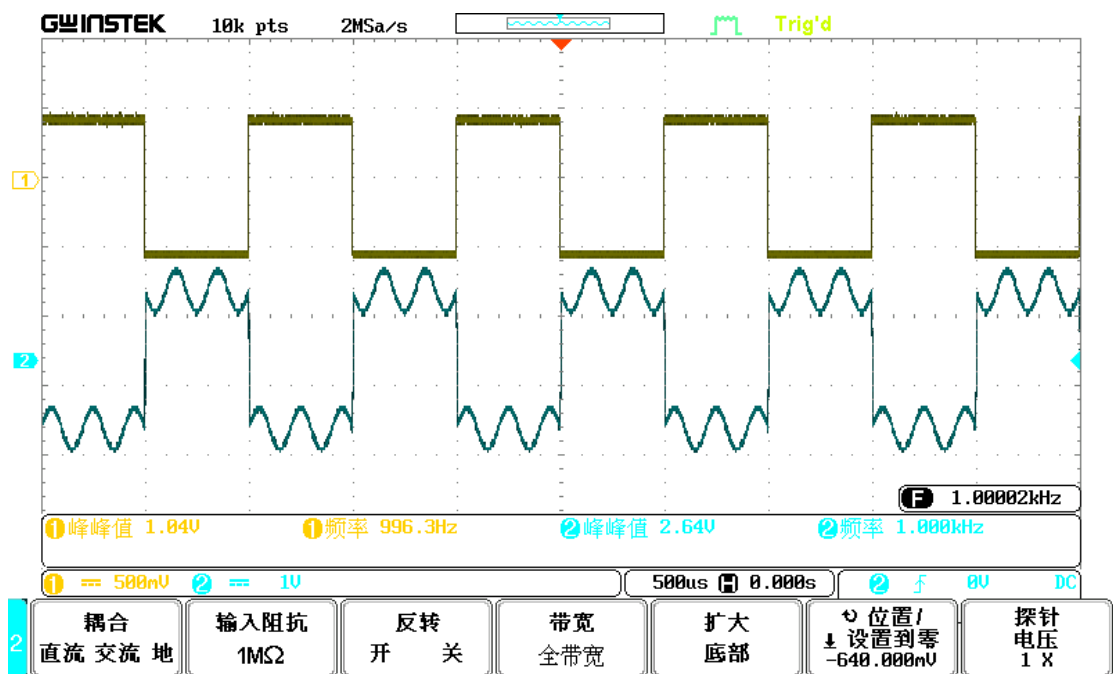 GWINSTEK 10k pts 2MSa/s Trig'd
1
2
F 1.00002kHz
1 峰峰值 1.04V 1 频率 996.3Hz 2 峰峰值 2.64V 2 频率 1.000kHz
1 500mV 2 1V 500us H 0.000s 2 0V DC
2
耦合
直流 交流 地
输入阻抗
1MΩ
反转
开 关
带宽
全带宽
扩大
底部
位置/
设置到零
-640.000mV
探针
电压
1 X